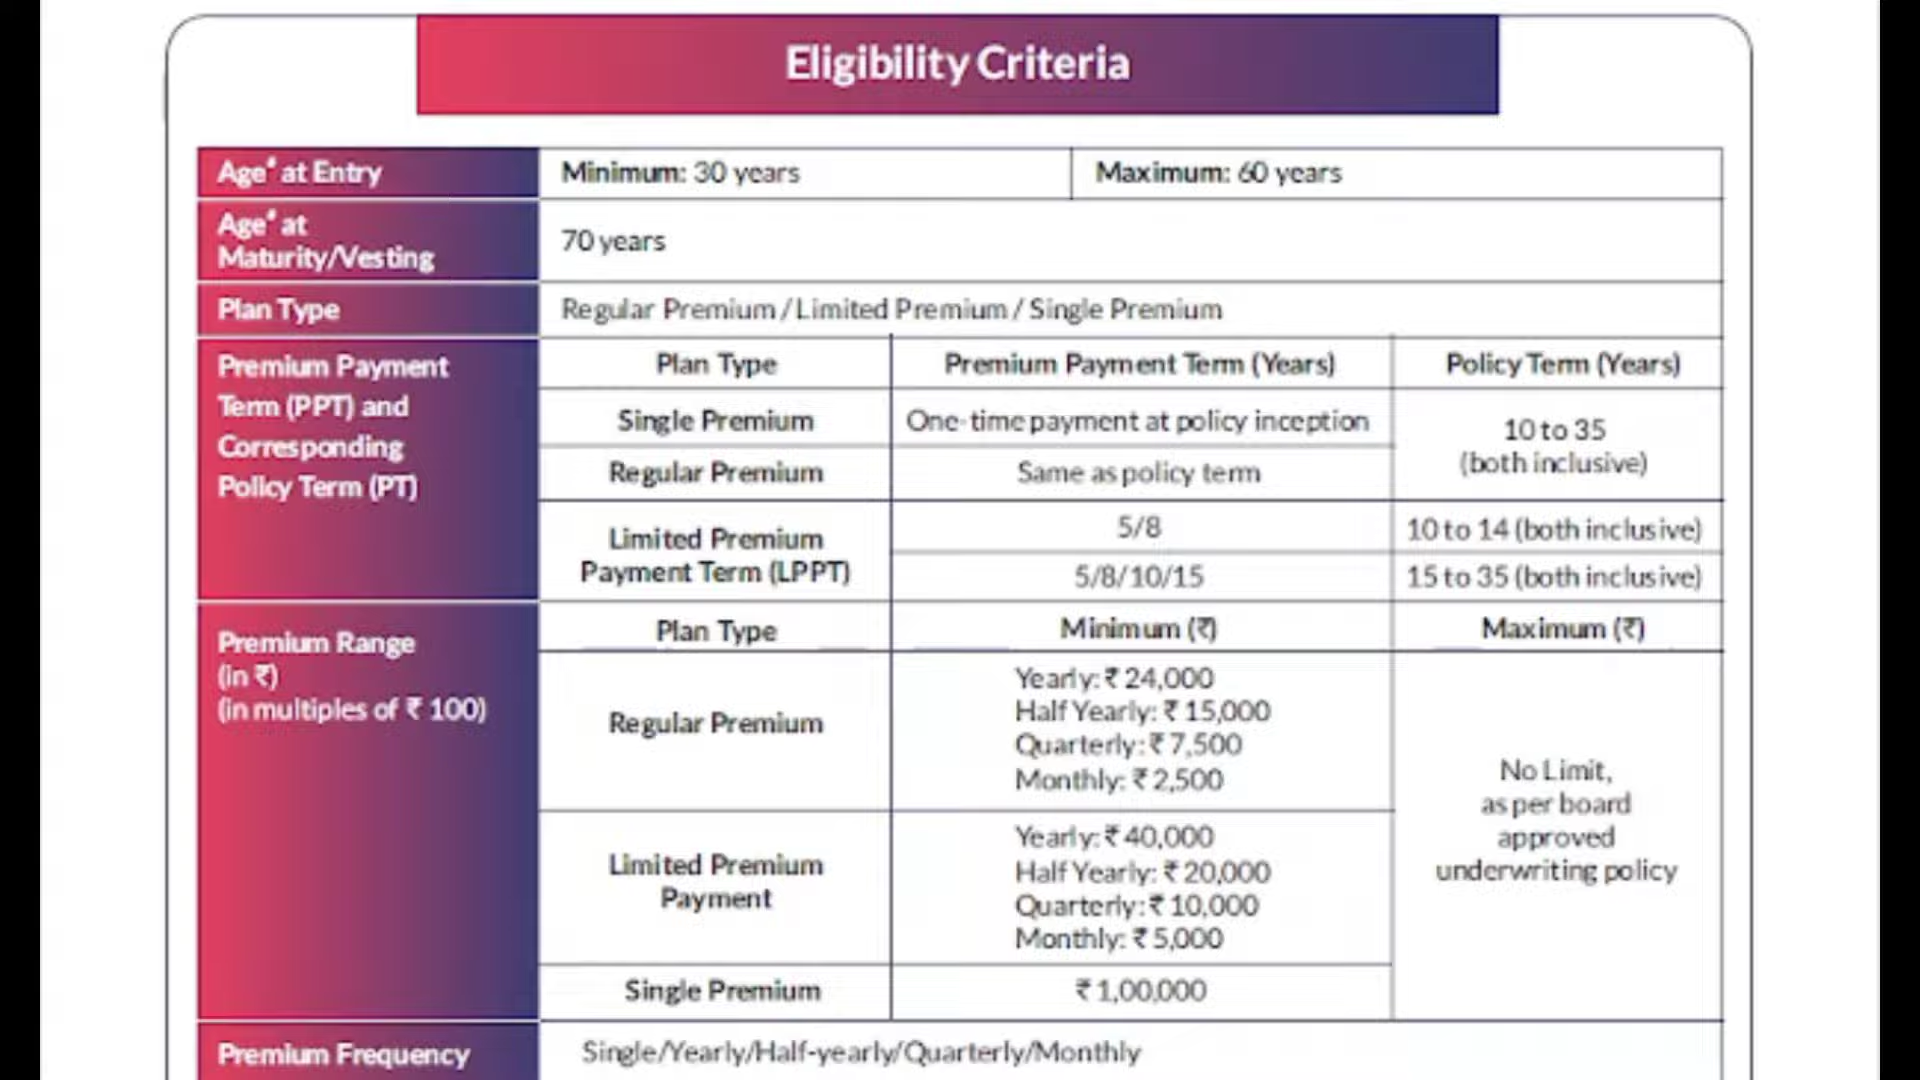 Eligibility Criteria
Age# at Entry
Minimum: 30 years
Maximum: 60 years
Age# at
Maturity/Vesting
70 years
Plan Type
Regular Premium / Limited Premium / Single Premium
Premium Payment
Term (PPT) and
Corresponding
Policy Term (PT)
Plan Type
Premium Payment Term (Years)
Policy Term (Years)
Single Premium
One-time payment at policy inception
10 to 35
(both inclusive)
Regular Premium
Same as policy term
Limited Premium
Payment Term (LPPT)
5/8
10 to 14 (both inclusive)
5/8/10/15
15 to 35 (both inclusive)
Premium Range
(in ₹)
(in multiples of ₹ 100)
Plan Type
Minimum (₹)
Maximum (₹)
Regular Premium
Yearly: ₹ 24,000
Half Yearly: ₹ 15,000
Quarterly: ₹ 7,500
Monthly: ₹ 2,500
No Limit,
as per board
approved
underwriting policy
Limited Premium
Payment
Yearly: ₹ 40,000
Half Yearly: ₹ 20,000
Quarterly: ₹ 10,000
Monthly: ₹ 5,000
Single Premium
₹ 1,00,000
Premium Frequency
Single/Yearly/Half-yearly/Quarterly/Monthly